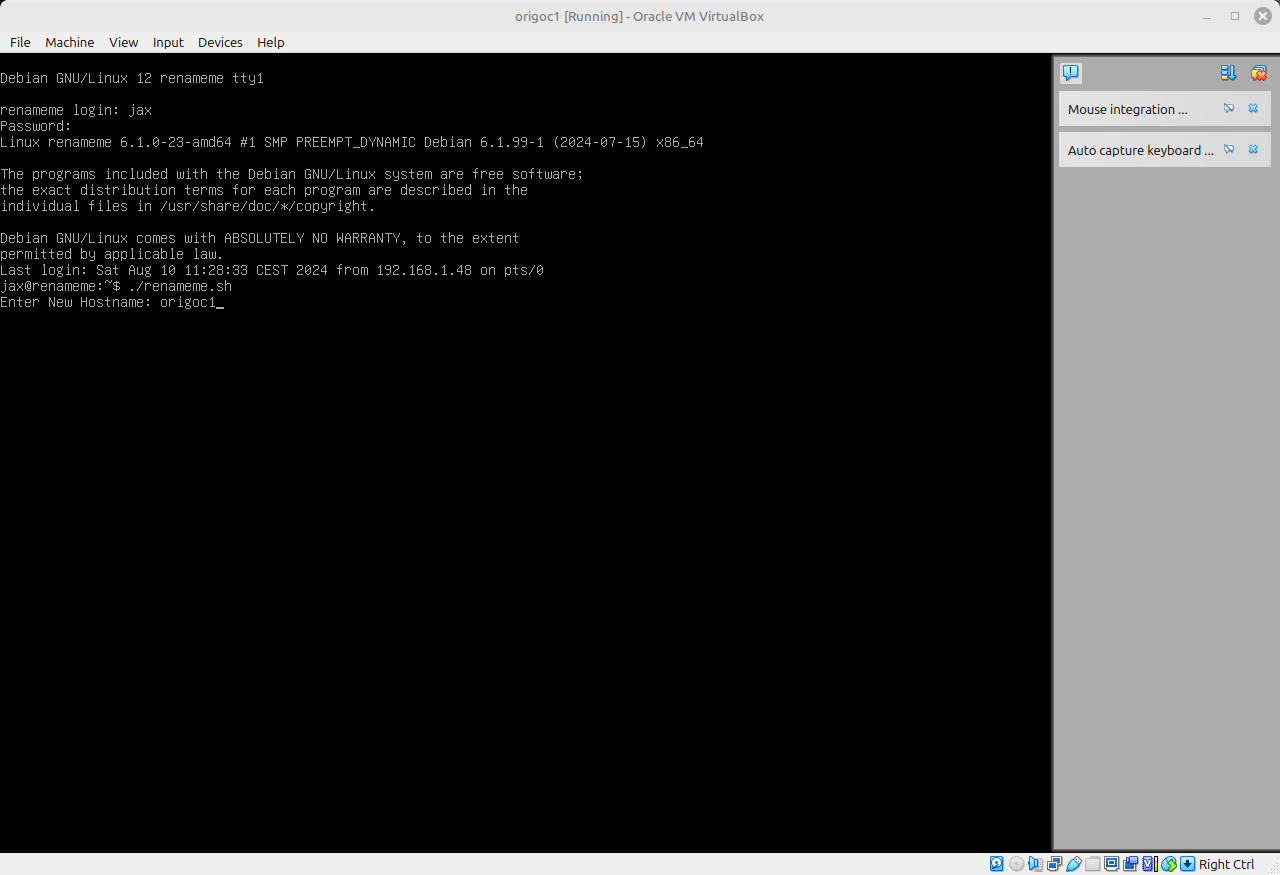 origoc1 [Running] - Oracle VM VirtualBox
File Machine View Input Devices Help
Debian GNU/Linux 12 renameme tty1
renameme login: jax
Password:
Linux renameme 6.1.0-23-amd64 #1 SMP PREEMPT_DYNAMIC Debian 6.1.99-1 (2024-07-15) x86_64
The programs included with the Debian GNU/Linux system are free software;
the exact distribution terms for each program are described in the
individual files in /usr/share/doc/*/copyright.
Debian GNU/Linux comes with ABSOLUTELY NO WARRANTY, to the extent
permitted by applicable law.
Last login: Sat Aug 10 11:28:33 CEST 2024 from 192.168.1.48 on pts/0
jax@renameme:~$ ./renameme.sh
Enter New Hostname: origoc1_
Mouse integration ...
Auto capture keyboard ...
Right Ctrl